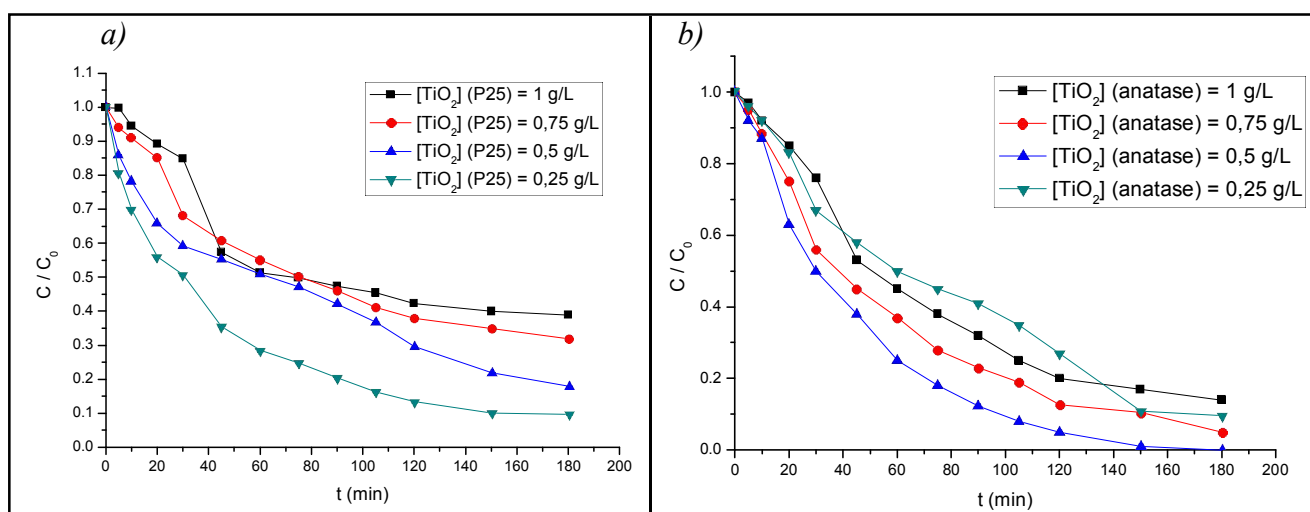 a)
1.1
1.0
0.9
0.8
0.7
0.6
0.5
0.4
0.3
0.2
0.1
0.0
C / C0
0 20 40 60 80 100 120 140 160 180 200
t (min)
[TiO2] (P25) = 1 g/L
[TiO2] (P25) = 0,75 g/L
[TiO2] (P25) = 0,5 g/L
[TiO2] (P25) = 0,25 g/L
b)
1.0
0.8
0.6
0.4
0.2
0.0
C / C0
0 20 40 60 80 100 120 140 160 180 200
t (min)
[TiO2] (anatase) = 1 g/L
[TiO2] (anatase) = 0,75 g/L
[TiO2] (anatase) = 0,5 g/L
[TiO2] (anatase) = 0,25 g/L